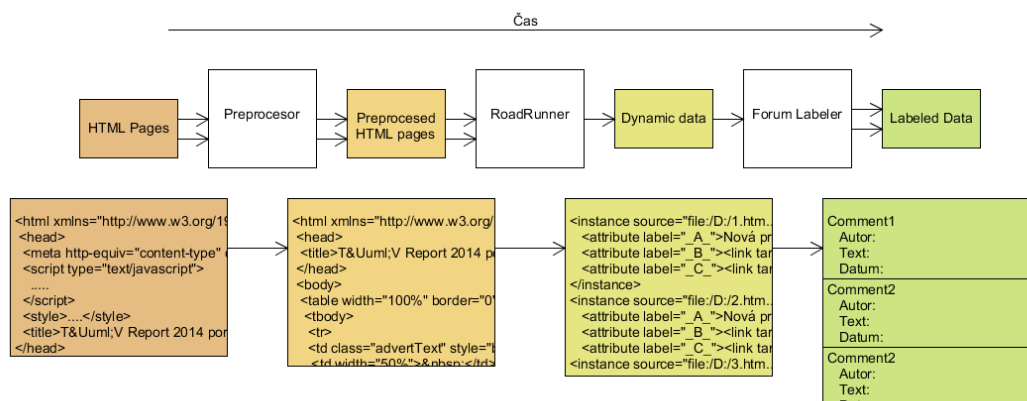 Čas
HTML Pages
Preprocesor
Preprocesed
HTML pages
RoadRunner
Dynamic data
Forum Labeler
Labeled Data
<html xmlns="http://www.w3.org/19
<head>
<meta http-equiv="content-type"
<script type="text/javascript">
.....
</script>
<style>....</style>
<title>T&Uuml;V Report 2014 por
</head>
<html xmlns="http://www.w3.org/
<head>
<title>T&Uuml;V Report 2014 po
</head>
<body>
<table width="100%" border="0"
<tbody>
<tr>
<td class="advertText" style="b
<td width="50%">&nbsp;</td>
<instance source="file:/D:/1.htm...
<attribute label="_A_">Nová pr
<attribute label="_B_"><link tar
<attribute label="_C_"><link tar
</instance>
<instance source="file:/D:/2.htm...
<attribute label="_A_">Nová pr
<attribute label="_B_"><link tar
<attribute label="_C_"><link tar
<instance source="file:/D:/3.htm...
Comment1
Autor:
Text:
Datum:
Comment2
Autor:
Text:
Datum:
Comment2
Autor:
Text: